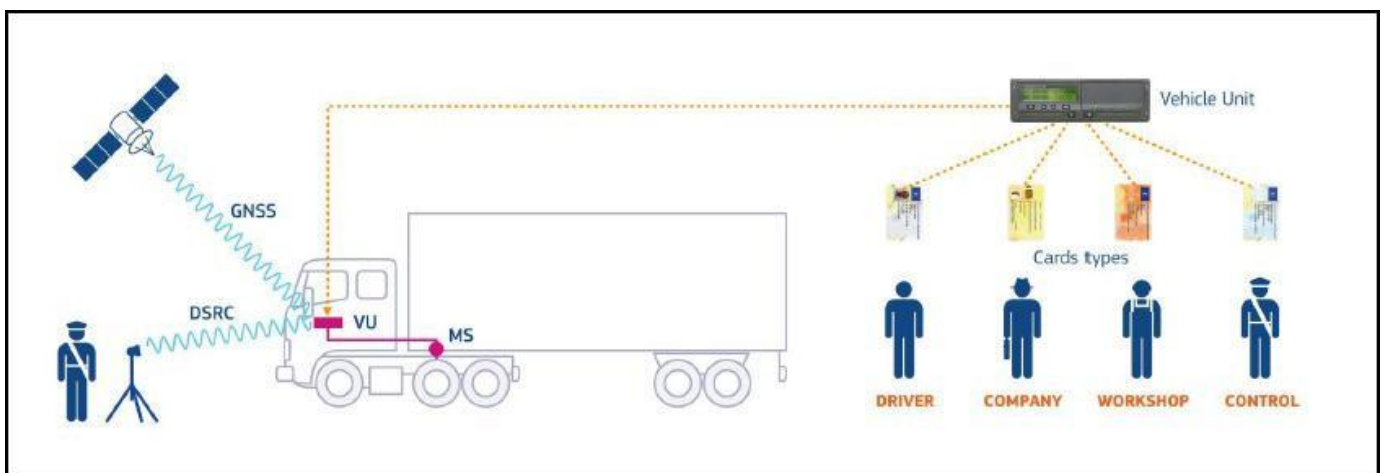 Vehicle Unit
GNSS
Cards types
DSRC
VU
MS
DRIVER
COMPANY
WORKSHOP
CONTROL